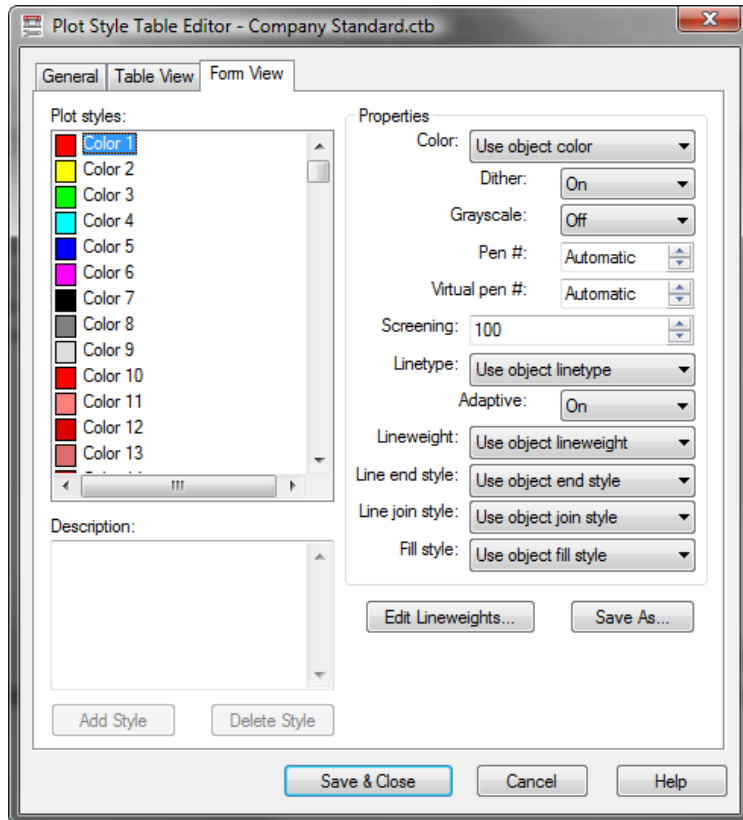 Plot Style Table Editor - Company Standard.ctb
General Table View Form View
Plot styles:
Color 1
Color 2
Color 3
Color 4
Color 5
Color 6
Color 7
Color 8
Color 9
Color 10
Color 11
Color 12
Color 13
Description:
Add Style Delete Style
Properties
Color: Use object color
Dither: On
Grayscale: Off
Pen #: Automatic
Virtual pen #: Automatic
Screening: 100
Linetype: Use object linetype
Adaptive: On
Lineweight: Use object lineweight
Line end style: Use object end style
Line join style: Use object join style
Fill style: Use object fill style
Edit Lineweights... Save As...
Save & Close Cancel Help